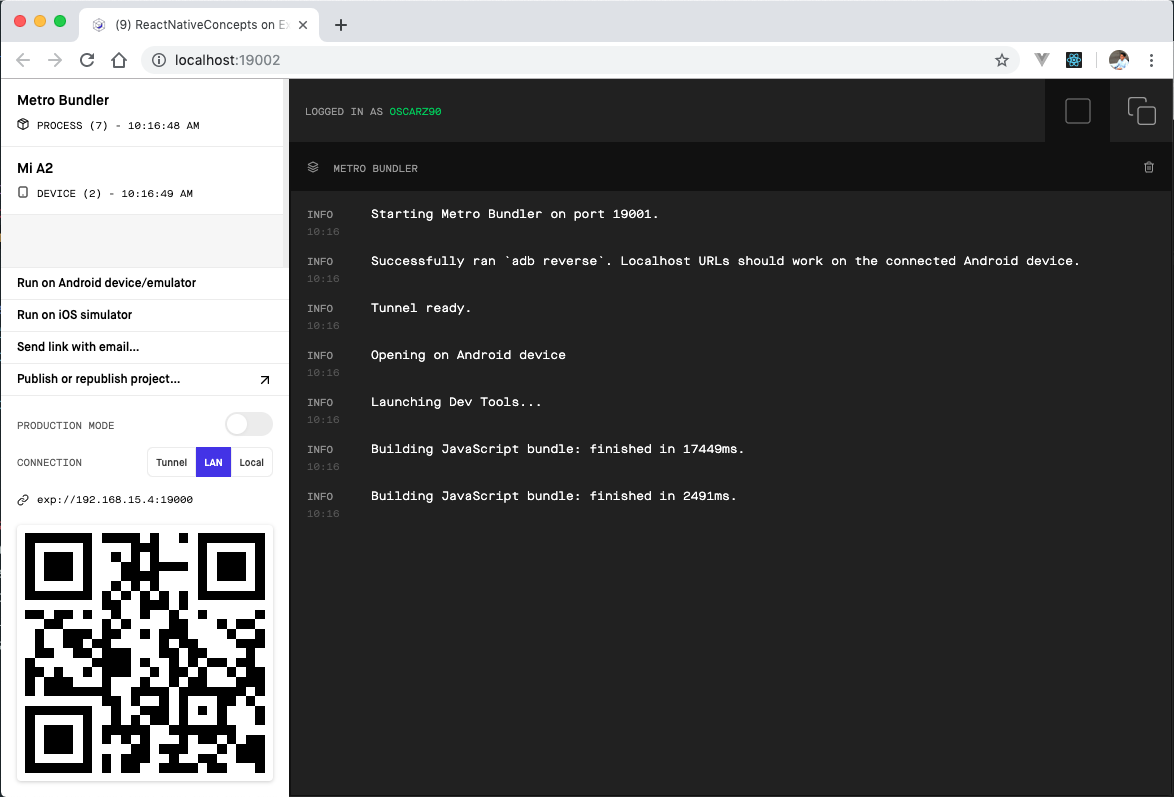 (9) ReactNativeConcepts on Ex
localhost:19002
Metro Bundler
PROCESS (7) - 10:16:48 AM
Mi A2
DEVICE (2) - 10:16:49 AM
Run on Android device/emulator
Run on iOS simulator
Send link with email...
Publish or republish project...
PRODUCTION MODE
CONNECTION
Tunnel LAN Local
exp://192.168.15.4:19000
LOGGED IN AS OSCARZ90
METRO BUNDLER
INFO Starting Metro Bundler on port 19001.
10:16
INFO Successfully ran `adb reverse`. Localhost URLs should work on the connected Android device.
10:16
INFO Tunnel ready.
10:16
INFO Opening on Android device
10:16
INFO Launching Dev Tools...
10:16
INFO Building JavaScript bundle: finished in 17449ms.
10:16
INFO Building JavaScript bundle: finished in 2491ms.
10:16